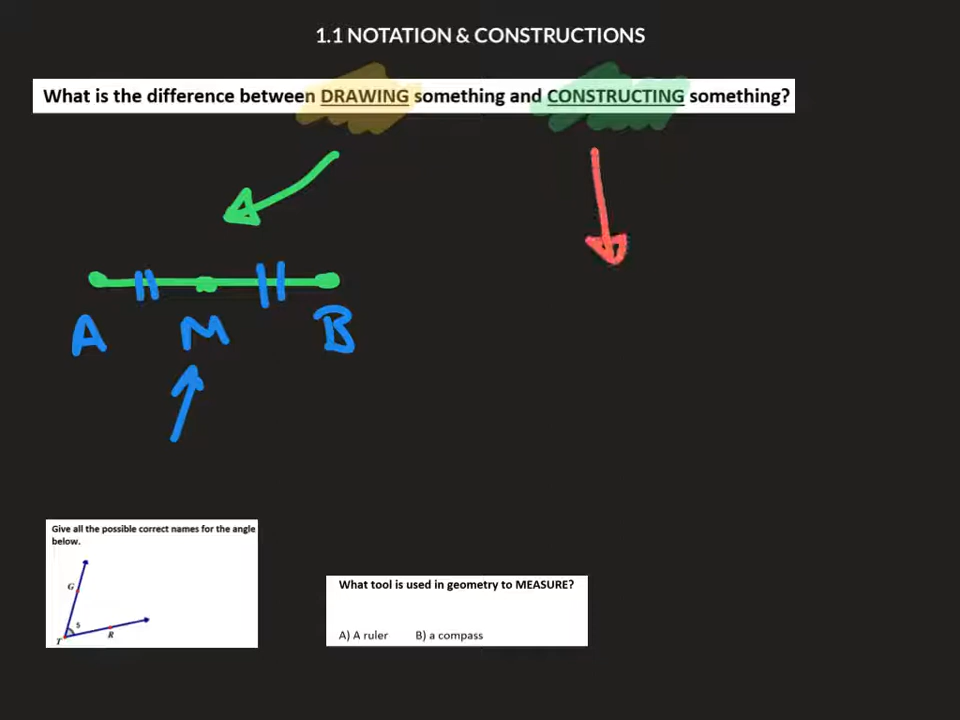 1.1 NOTATION & CONSTRUCTIONS
What is the difference between DRAWING something and CONSTRUCTING something?
A M B
Give all the possible correct names for the angle
below.
G
5
T R
What tool is used in geometry to MEASURE?
A) A ruler B) a compass